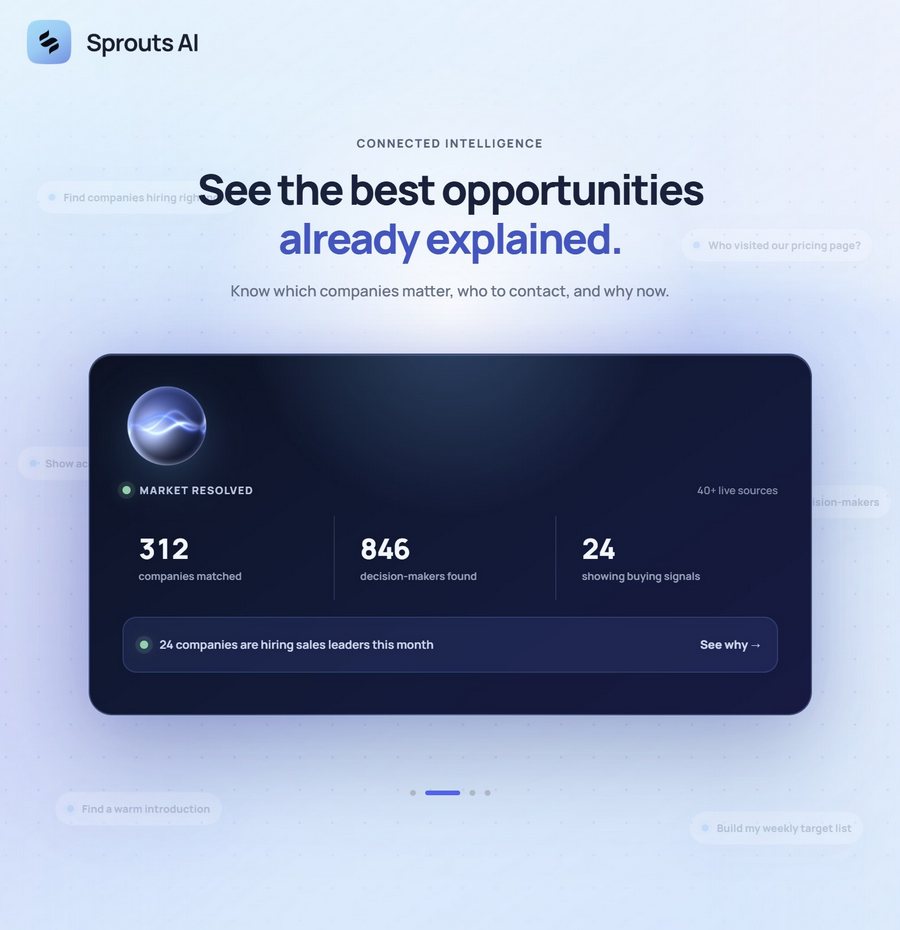 Sprouts AI
CONNECTED INTELLIGENCE
Find companies hiring righ
See the best opportunities
already explained.
Who visited our pricing page?
Know which companies matter, who to contact, and why now.
Show ac
MARKET RESOLVED
40+ live sources
ision-makers
312
846
24
companies matched
decision-makers found
showing buying signals
24 companies are hiring sales leaders this month
See why →
Find a warm introduction
Build my weekly target list